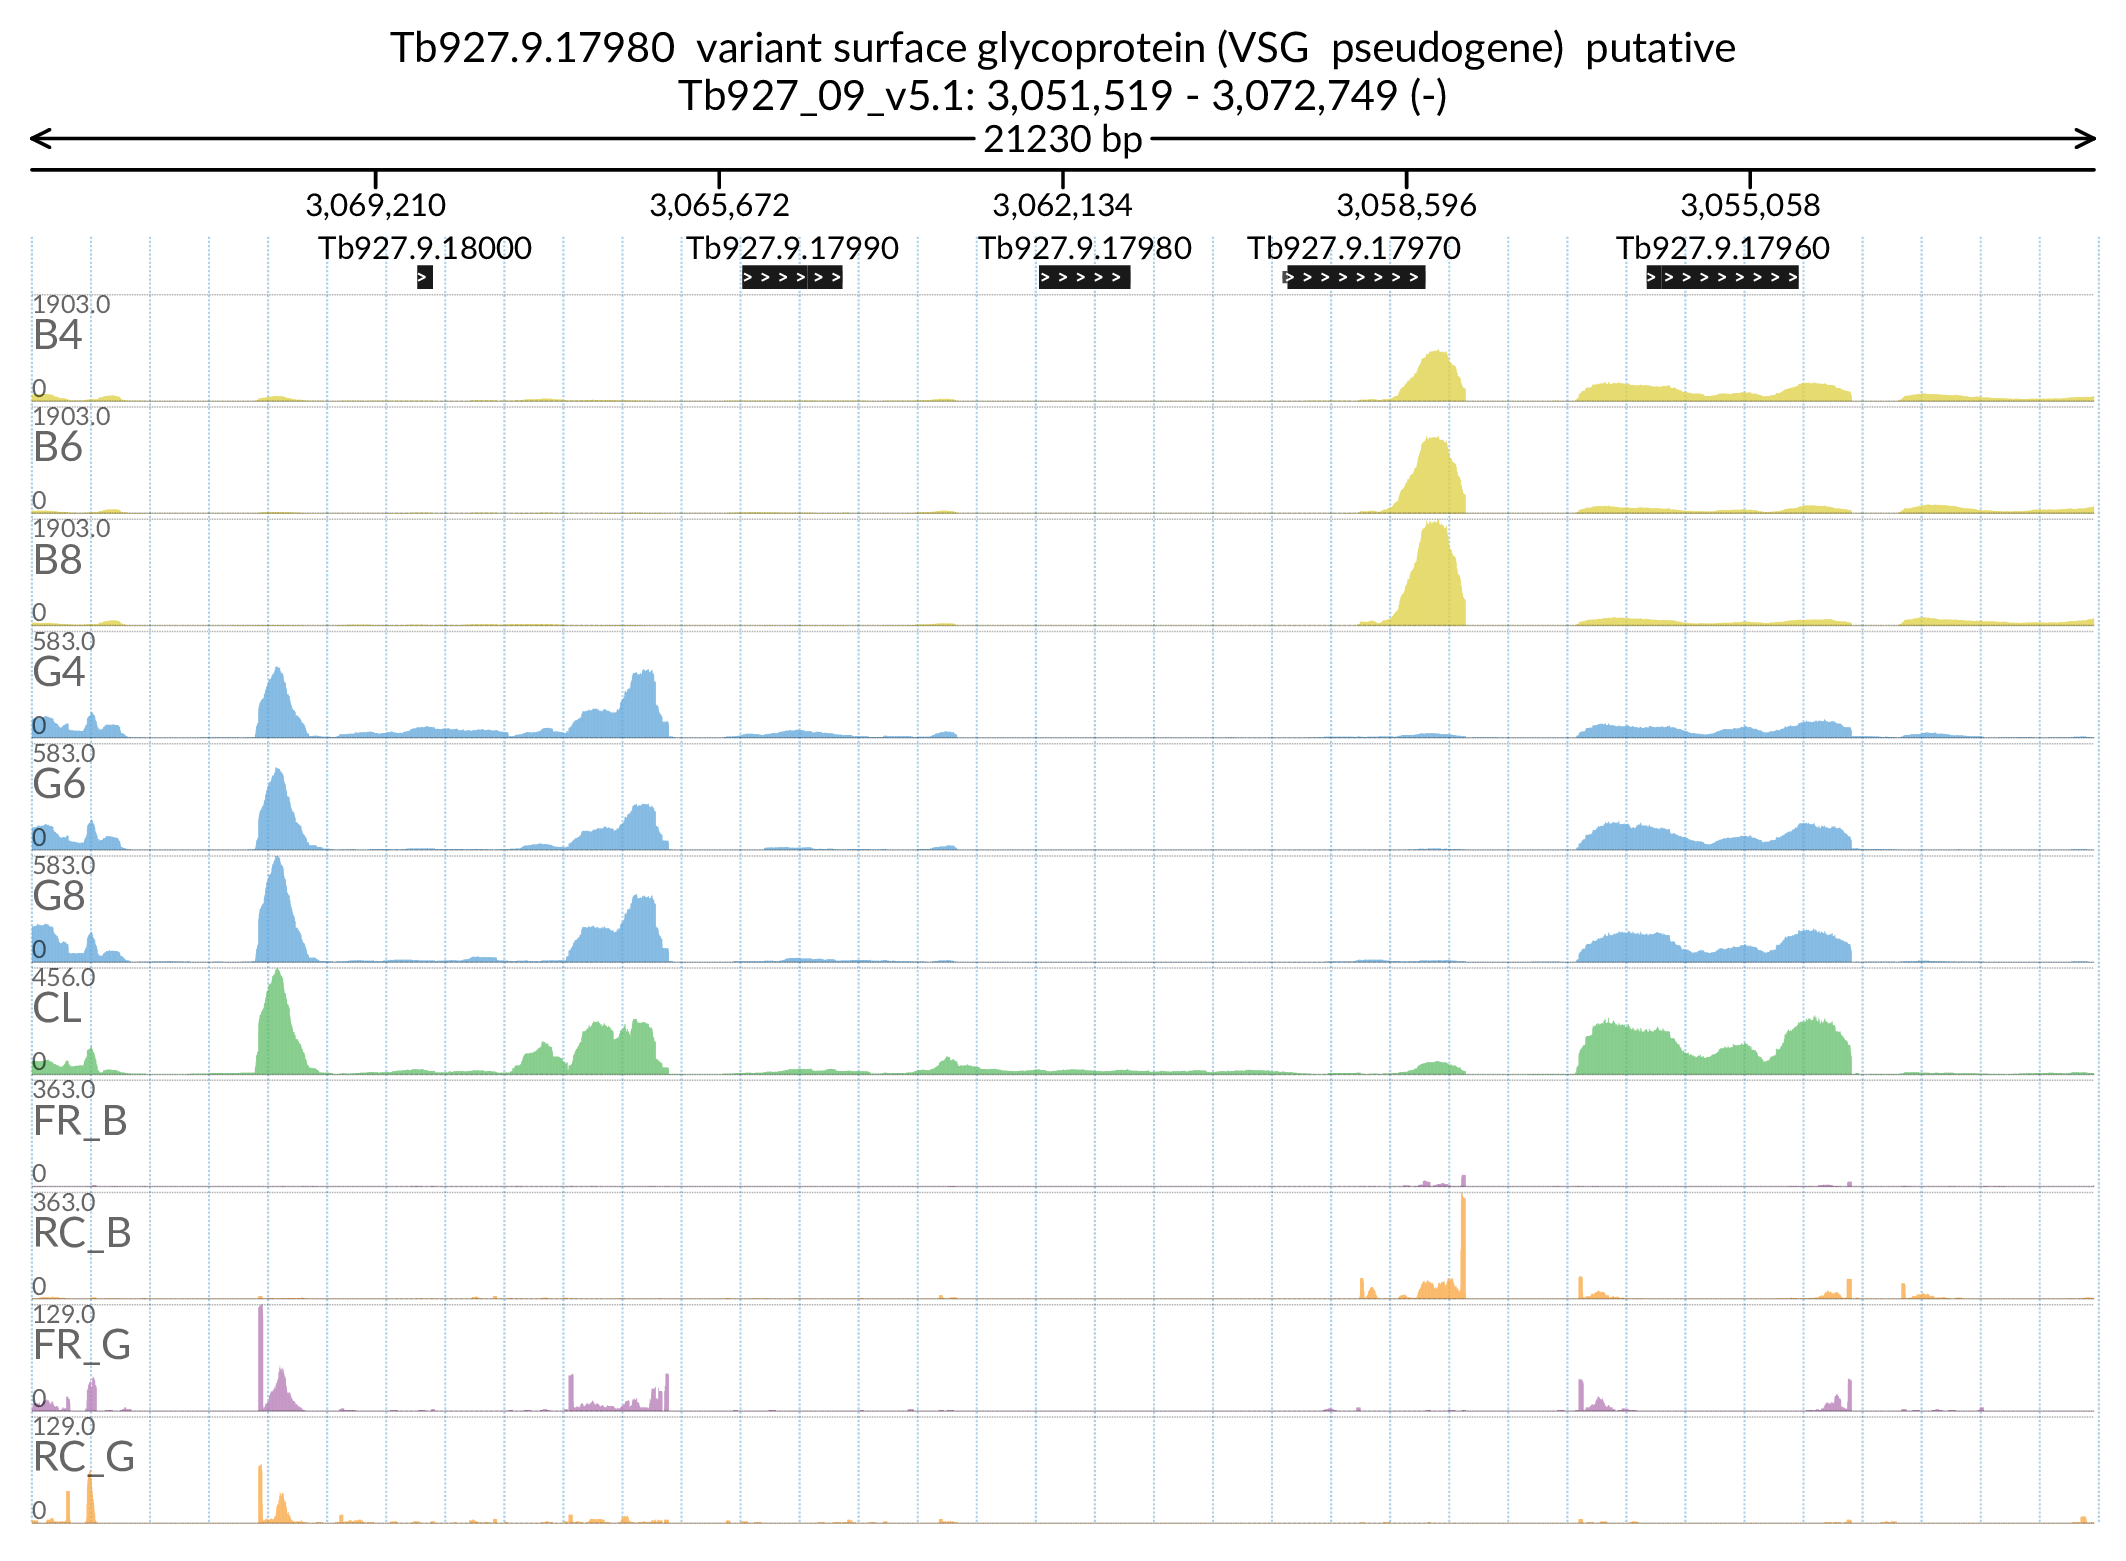 Tb927.9.17980 variant surface glycoprotein (VSG pseudogene) putative
Tb927_09_v5.1: 3,051,519 - 3,072,749 (-)
21230 bp
3,069,210 3,065,672 3,062,134 3,058,596 3,055,058
Tb927.9.18000 Tb927.9.17990 Tb927.9.17980 Tb927.9.17970 Tb927.9.17960
1903.0
B4
0
1903.0
B6
0
1903.0
B8
0
583.0
G4
0
583.0
G6
0
583.0
G8
0
456.0
CL
0
363.0
FR_B
0
363.0
RC_B
0
129.0
FR_G
0
129.0
RC_G
0